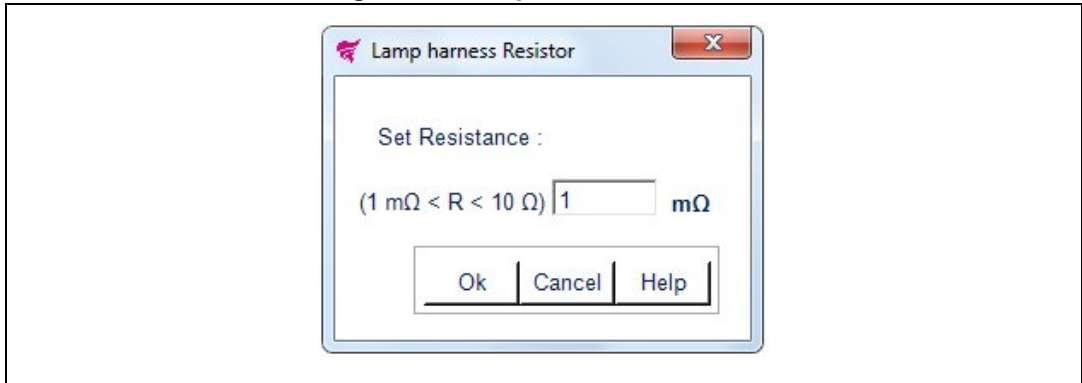 Lamp harness Resistor
Set Resistance :
(1 mΩ < R < 10 Ω) 1 mΩ
Ok Cancel Help